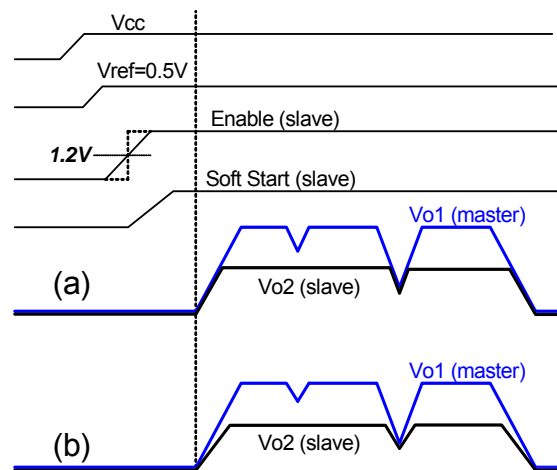 Vcc
Vref=0.5V
Enable (slave)
1.2V
Soft Start (slave)
Vo1 (master)
(a)
Vo2 (slave)
Vo1 (master)
(b)
Vo2 (slave)